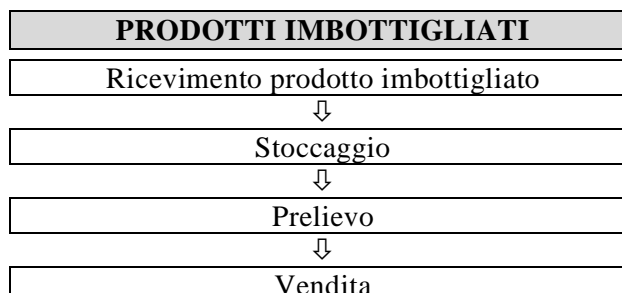 PRODOTTI IMBOTTIGLIATI
Ricevimento prodotto imbottigliato
⇩
Stoccaggio
⇩
Prelievo
⇩
Vendita